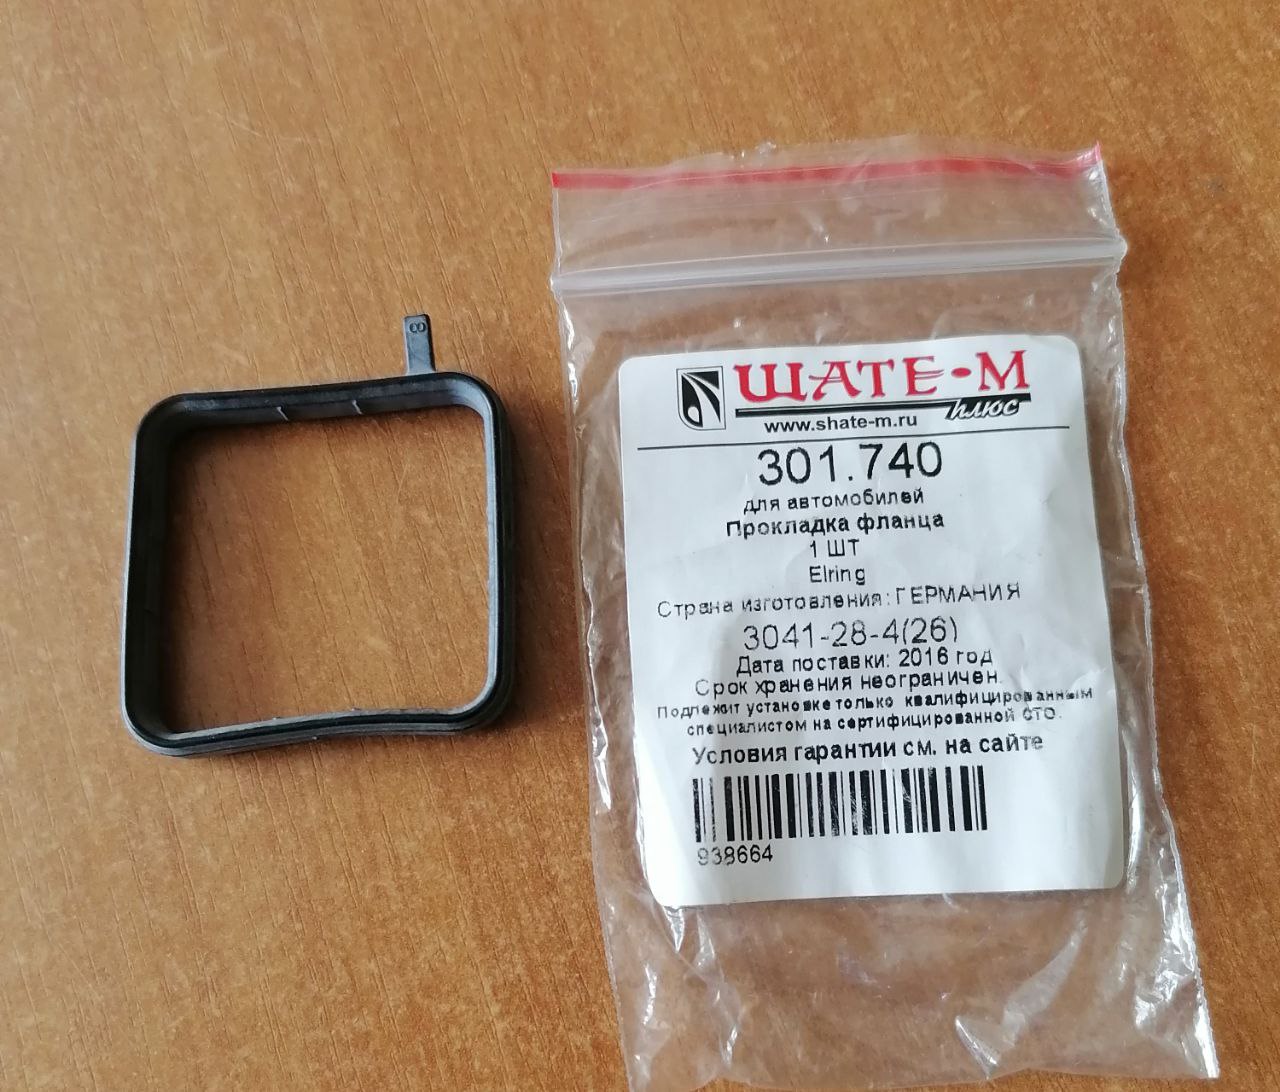 8
ШАТЕ-М
плюс
www.shate-m.ru
301.740
для автомобилей
Прокладка фланца
1 ШТ
Elring
Страна изготовления: ГЕРМАНИЯ
3041-28-4(26)
Дата поставки: 2016 год
Срок хранения неограничен.
Подлежит установке только квалифицированным
специалистом на сертифицированной СТО.
Условия гарантии см. на сайте
938664